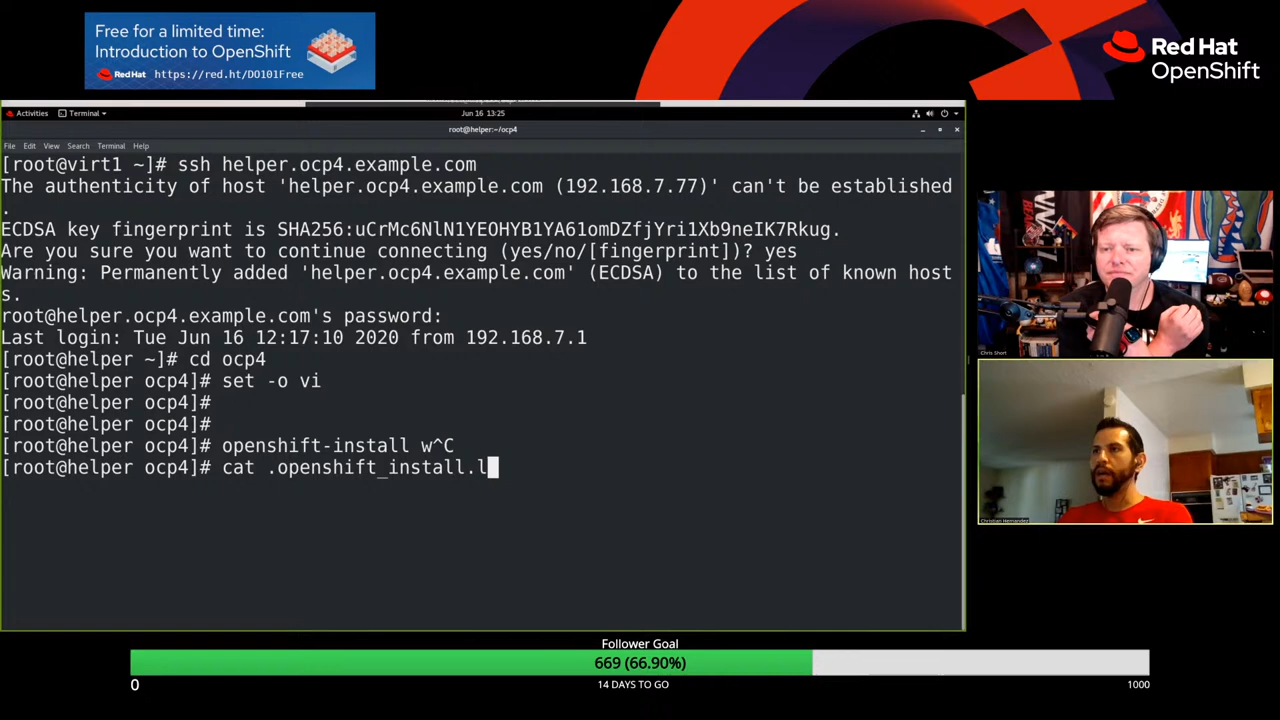 Free for a limited time:
Introduction to OpenShift
Red Hat https://red.ht/DO101Free
Red Hat
OpenShift
Activities Terminal Jun 16 13:25
root@helper:~/ocp4
File Edit View Search Terminal Help
[root@virt1 ~]# ssh helper.ocp4.example.com
The authenticity of host 'helper.ocp4.example.com (192.168.7.77)' can't be established
.
ECDSA key fingerprint is SHA256:uCrMc6NlN1YEOHYB1YA61omDZfjYri1Xb9neIK7Rkug.
Are you sure you want to continue connecting (yes/no/[fingerprint])? yes
Warning: Permanently added 'helper.ocp4.example.com' (ECDSA) to the list of known host
s.
root@helper.ocp4.example.com's password:
Last login: Tue Jun 16 12:17:10 2020 from 192.168.7.1
[root@helper ~]# cd ocp4
[root@helper ocp4]# set -o vi
[root@helper ocp4]#
[root@helper ocp4]#
[root@helper ocp4]# openshift-install w^C
[root@helper ocp4]# cat .openshift_install.l
Chris Short
Christian Hernandez
Follower Goal
669 (66.90%)
0 14 DAYS TO GO 1000